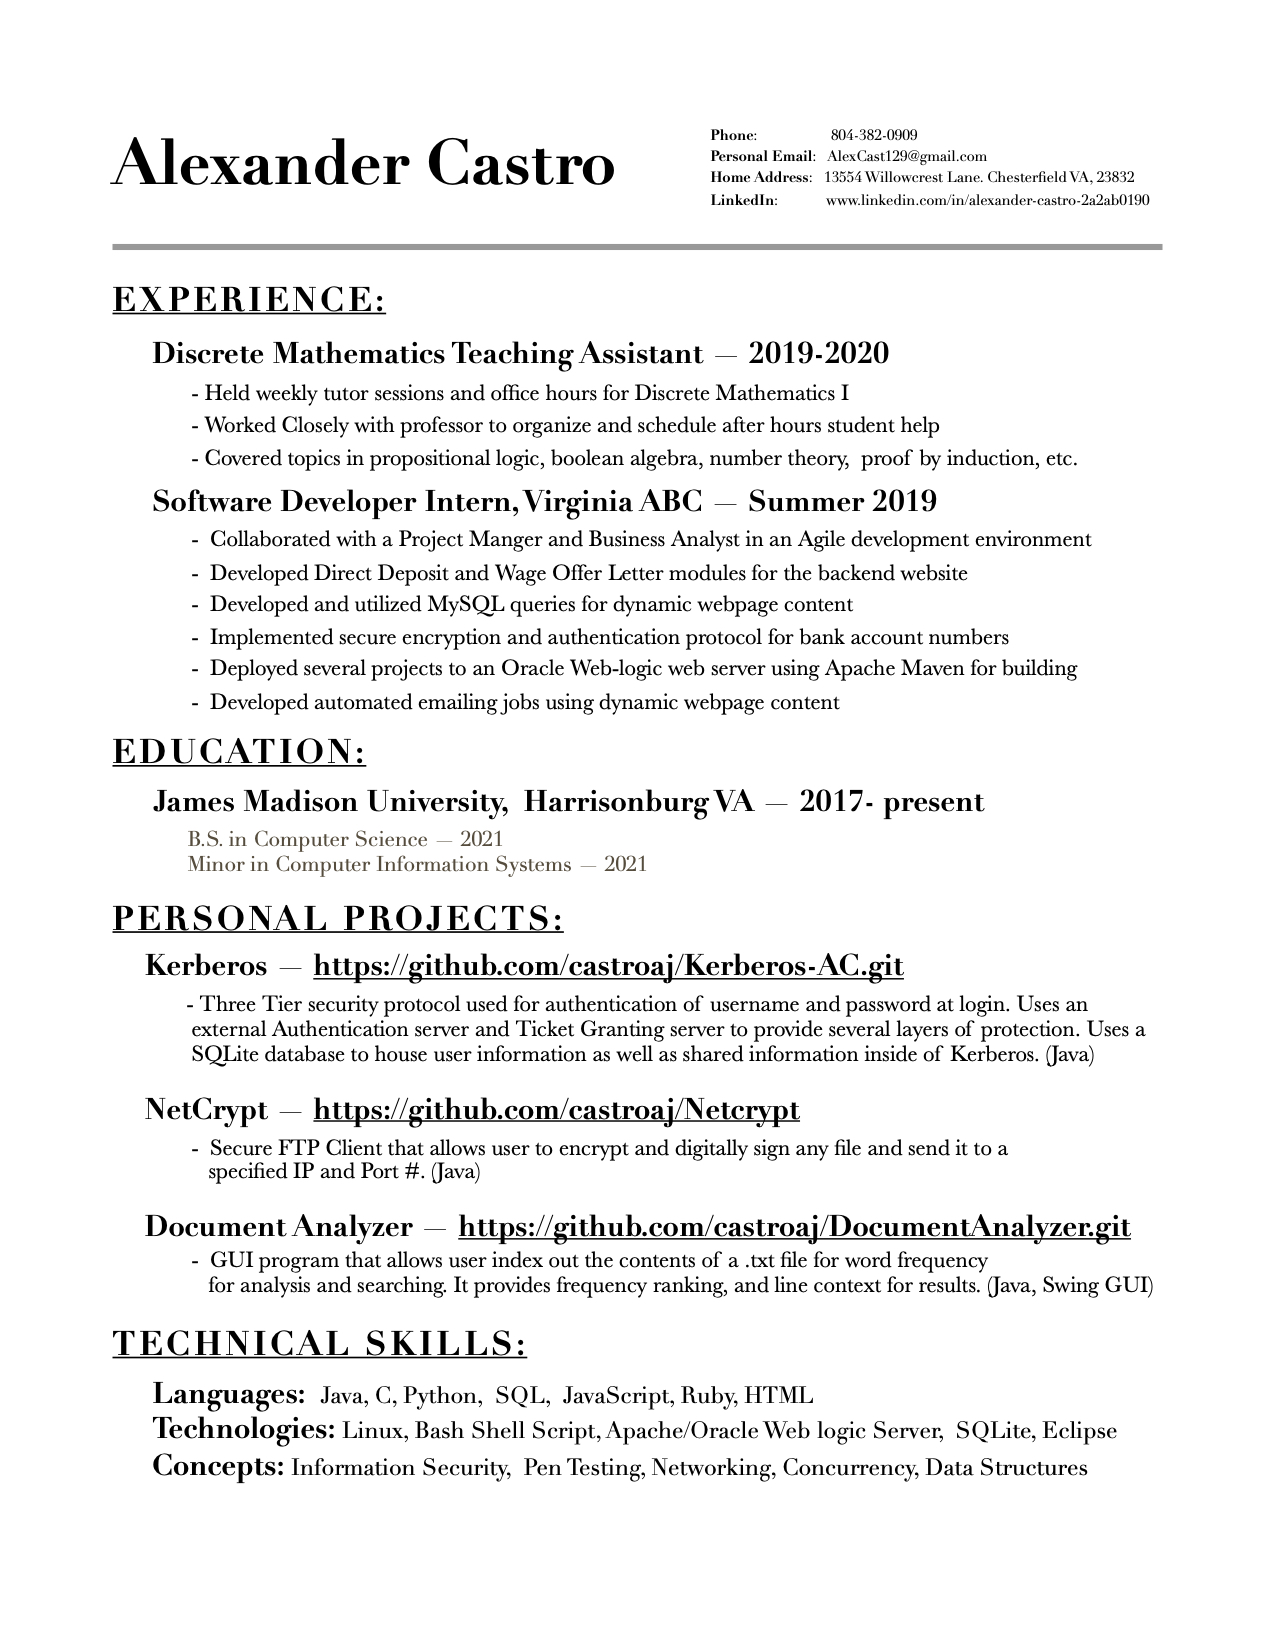 Alexander Castro
Phone: 804-382-0909
Personal Email: AlexCast129@gmail.com
Home Address: 13554 Willowcrest Lane. Chesterfield VA, 23832
LinkedIn: www.linkedin.com/in/alexander-castro-2a2ab0190
EXPERIENCE:
Discrete Mathematics Teaching Assistant — 2019-2020
- Held weekly tutor sessions and office hours for Discrete Mathematics I
- Worked Closely with professor to organize and schedule after hours student help
- Covered topics in propositional logic, boolean algebra, number theory, proof by induction, etc.
Software Developer Intern, Virginia ABC — Summer 2019
- Collaborated with a Project Manger and Business Analyst in an Agile development environment
- Developed Direct Deposit and Wage Offer Letter modules for the backend website
- Developed and utilized MySQL queries for dynamic webpage content
- Implemented secure encryption and authentication protocol for bank account numbers
- Deployed several projects to an Oracle Web-logic web server using Apache Maven for building
- Developed automated emailing jobs using dynamic webpage content
EDUCATION:
James Madison University, Harrisonburg VA — 2017- present
B.S. in Computer Science — 2021
Minor in Computer Information Systems — 2021
PERSONAL PROJECTS:
Kerberos — https://github.com/castroaj/Kerberos-AC.git
- Three Tier security protocol used for authentication of username and password at login. Uses an
external Authentication server and Ticket Granting server to provide several layers of protection. Uses a
SQLite database to house user information as well as shared information inside of Kerberos. (Java)
NetCrypt — https://github.com/castroaj/Netcrypt
- Secure FTP Client that allows user to encrypt and digitally sign any file and send it to a
specified IP and Port #. (Java)
Document Analyzer — https://github.com/castroaj/DocumentAnalyzer.git
- GUI program that allows user index out the contents of a .txt file for word frequency
for analysis and searching. It provides frequency ranking, and line context for results. (Java, Swing GUI)
TECHNICAL SKILLS:
Languages: Java, C, Python, SQL, JavaScript, Ruby, HTML
Technologies: Linux, Bash Shell Script, Apache/Oracle Web logic Server, SQLite, Eclipse
Concepts: Information Security, Pen Testing, Networking, Concurrency, Data Structures